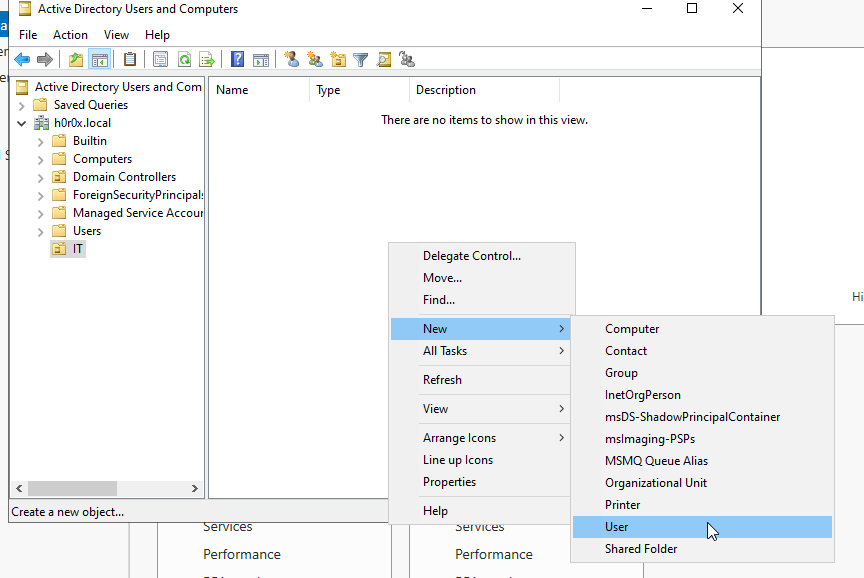 Active Directory Users and Computers
File Action View Help
Active Directory Users and Com
Name Type Description
Saved Queries
There are no items to show in this view.
h0r0x.local
Builtin
Computers
Domain Controllers
ForeignSecurityPrincipals
Managed Service Accour
Users
IT
Delegate Control...
Move...
Find...
New
All Tasks
Refresh
View
Arrange Icons
Line up Icons
Properties
Help
Computer
Contact
Group
InetOrgPerson
msDS-ShadowPrincipalContainer
msImaging-PSPs
MSMQ Queue Alias
Organizational Unit
Printer
User
Shared Folder
Hi
Create a new object...
Services Services
Performance Performance